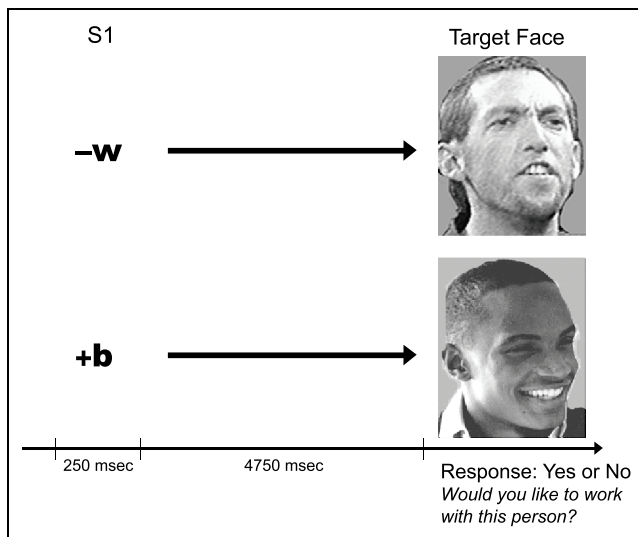 S1
Target Face
–w
+b
250 msec
4750 msec
Response: Yes or No
Would you like to work
with this person?